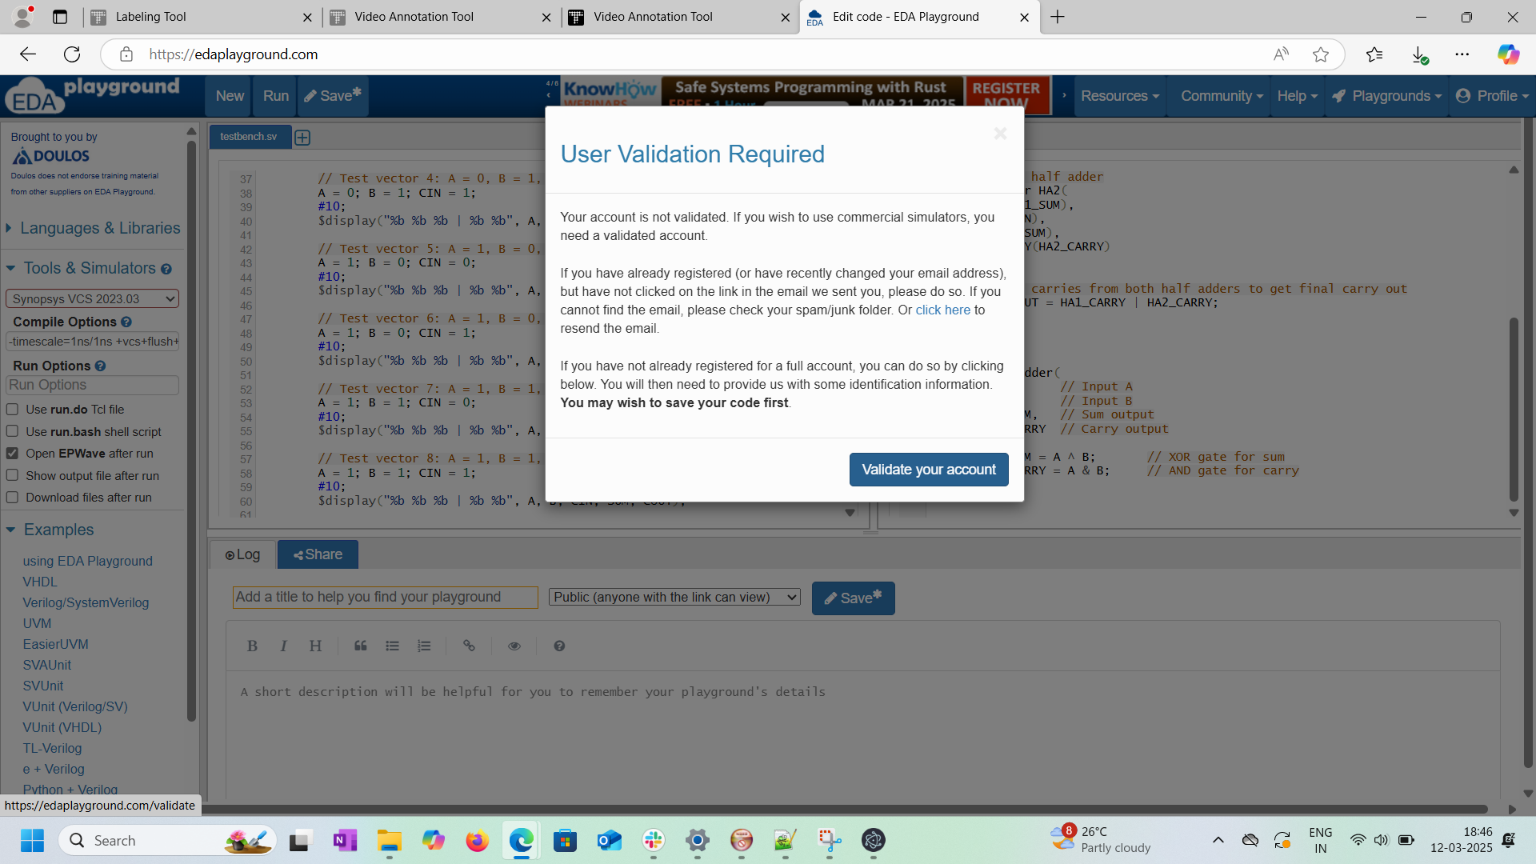 Labeling Tool
Video Annotation Tool
Video Annotation Tool
Edit code - EDA Playground
https://edaplayground.com
EDA playground
New
Run
Save*
4/6
KnowHow
WEBINARS
Safe Systems Programming with Rust
FREE • 1 Hour
MAR 21, 2025
REGISTER
NOW
Resources
Community
Help
Playgrounds
Profile
Brought to you by
DOULOS
Doulos does not endorse training material
from other suppliers on EDA Playground.
Languages & Libraries
Tools & Simulators
Synopsys VCS 2023.03
Compile Options
-timescale=1ns/1ns +vcs+flush+
Run Options
Run Options
Use run.do Tcl file
Use run.bash shell script
Open EPWave after run
Show output file after run
Download files after run
Examples
using EDA Playground
VHDL
Verilog/SystemVerilog
UVM
EasierUVM
SVAUnit
SVUnit
VUnit (Verilog/SV)
VUnit (VHDL)
TL-Verilog
e + Verilog
Python + Verilog
https://edaplayground.com/validate
testbench.sv
37 // Test vector 4: A = 0, B = 1,
38 A = 0; B = 1; CIN = 1;
39 #10;
40 $display("%b %b %b | %b %b", A,
41
42 // Test vector 5: A = 1, B = 0,
43 A = 1; B = 0; CIN = 0;
44 #10;
45 $display("%b %b %b | %b %b", A,
46
47 // Test vector 6: A = 1, B = 0,
48 A = 1; B = 0; CIN = 1;
49 #10;
50 $display("%b %b %b | %b %b", A,
51
52 // Test vector 7: A = 1, B = 1,
53 A = 1; B = 1; CIN = 0;
54 #10;
55 $display("%b %b %b | %b %b", A,
56
57 // Test vector 8: A = 1, B = 1,
58 A = 1; B = 1; CIN = 1;
59 #10;
60 $display("%b %b %b | %b %b", A, B, CIN, SUM, COUT);
61
User Validation Required
Your account is not validated. If you wish to use commercial simulators, you
need a validated account.
If you have already registered (or have recently changed your email address),
but have not clicked on the link in the email we sent you, please do so. If you
cannot find the email, please check your spam/junk folder. Or click here to
resend the email.
If you have not already registered for a full account, you can do so by clicking
below. You will then need to provide us with some identification information.
You may wish to save your code first.
Validate your account
half adder
r HA2(
1_SUM),
N),
SUM),
Y(HA2_CARRY)
carries from both half adders to get final carry out
UT = HA1_CARRY | HA2_CARRY;
dder(
// Input A
// Input B
M, // Sum output
RRY // Carry output
M = A ^ B; // XOR gate for sum
RRY = A & B; // AND gate for carry
Log
Share
Add a title to help you find your playground
Public (anyone with the link can view)
Save*
B I H
A short description will be helpful for you to remember your playground's details
Search
8
26°C
Partly cloudy
ENG
IN
18:46
12-03-2025